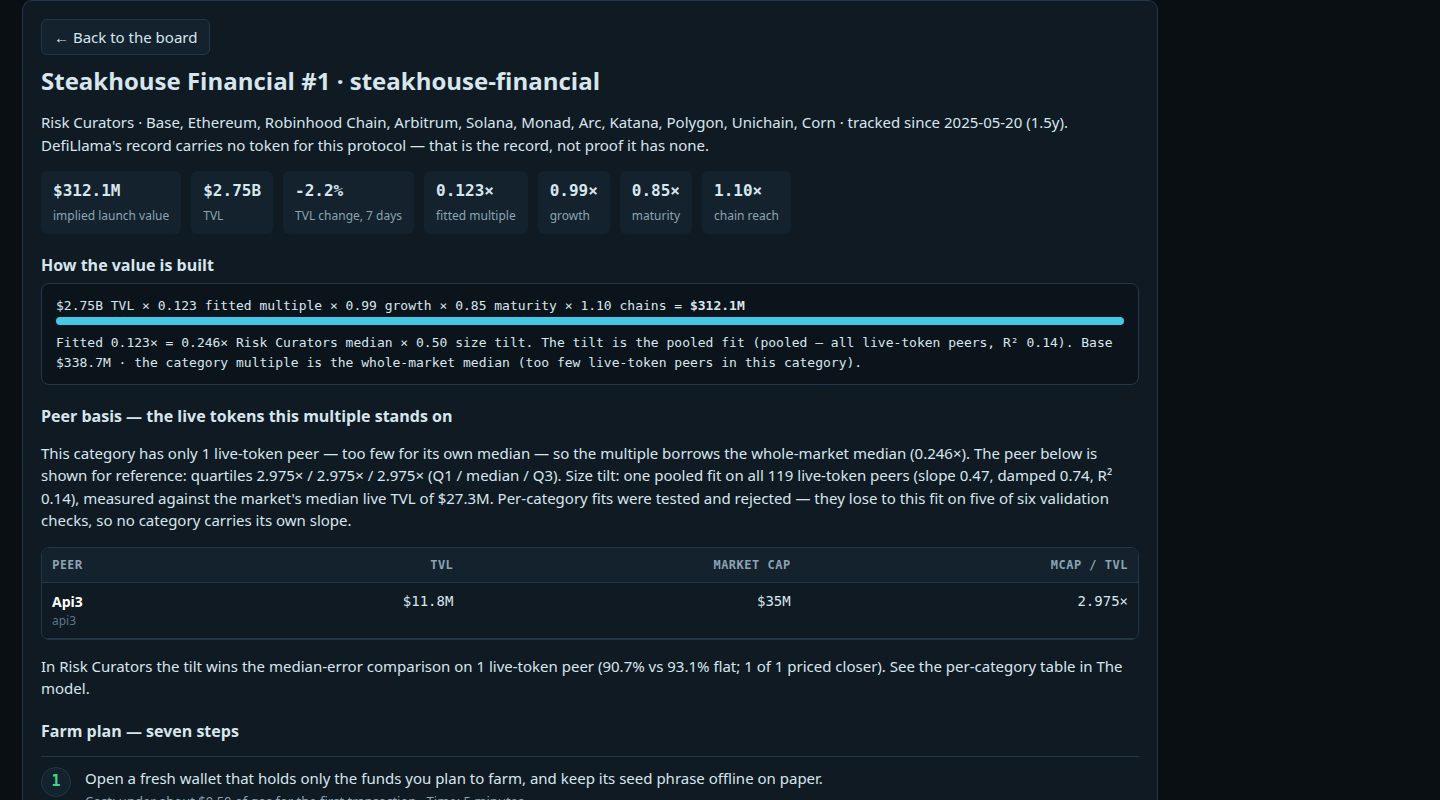 ← Back to the board
Steakhouse Financial #1 · steakhouse-financial
Risk Curators · Base, Ethereum, Robinhood Chain, Arbitrum, Solana, Monad, Arc, Katana, Polygon, Unichain, Corn · tracked since 2025-05-20 (1.5y).
DefiLlama's record carries no token for this protocol — that is the record, not proof it has none.
$312.1M $2.75B -2.2% 0.123× 0.99× 0.85× 1.10×
implied launch value TVL TVL change, 7 days fitted multiple growth maturity chain reach
How the value is built
$2.75B TVL × 0.123 fitted multiple × 0.99 growth × 0.85 maturity × 1.10 chains = $312.1M
Fitted 0.123× = 0.246× Risk Curators median × 0.50 size tilt. The tilt is the pooled fit (pooled — all live-token peers, R² 0.14). Base
$338.7M · the category multiple is the whole-market median (too few live-token peers in this category).
Peer basis — the live tokens this multiple stands on
This category has only 1 live-token peer — too few for its own median — so the multiple borrows the whole-market median (0.246×). The peer below is
shown for reference: quartiles 2.975× / 2.975× / 2.975× (Q1 / median / Q3). Size tilt: one pooled fit on all 119 live-token peers (slope 0.47, damped 0.74, R²
0.14), measured against the market's median live TVL of $27.3M. Per-category fits were tested and rejected — they lose to this fit on five of six validation
checks, so no category carries its own slope.
PEER TVL MARKET CAP MCAP / TVL
Api3 $11.8M $35M 2.975×
api3
In Risk Curators the tilt wins the median-error comparison on 1 live-token peer (90.7% vs 93.1% flat; 1 of 1 priced closer). See the per-category table in The
model.
Farm plan — seven steps
1 Open a fresh wallet that holds only the funds you plan to farm, and keep its seed phrase offline on paper.